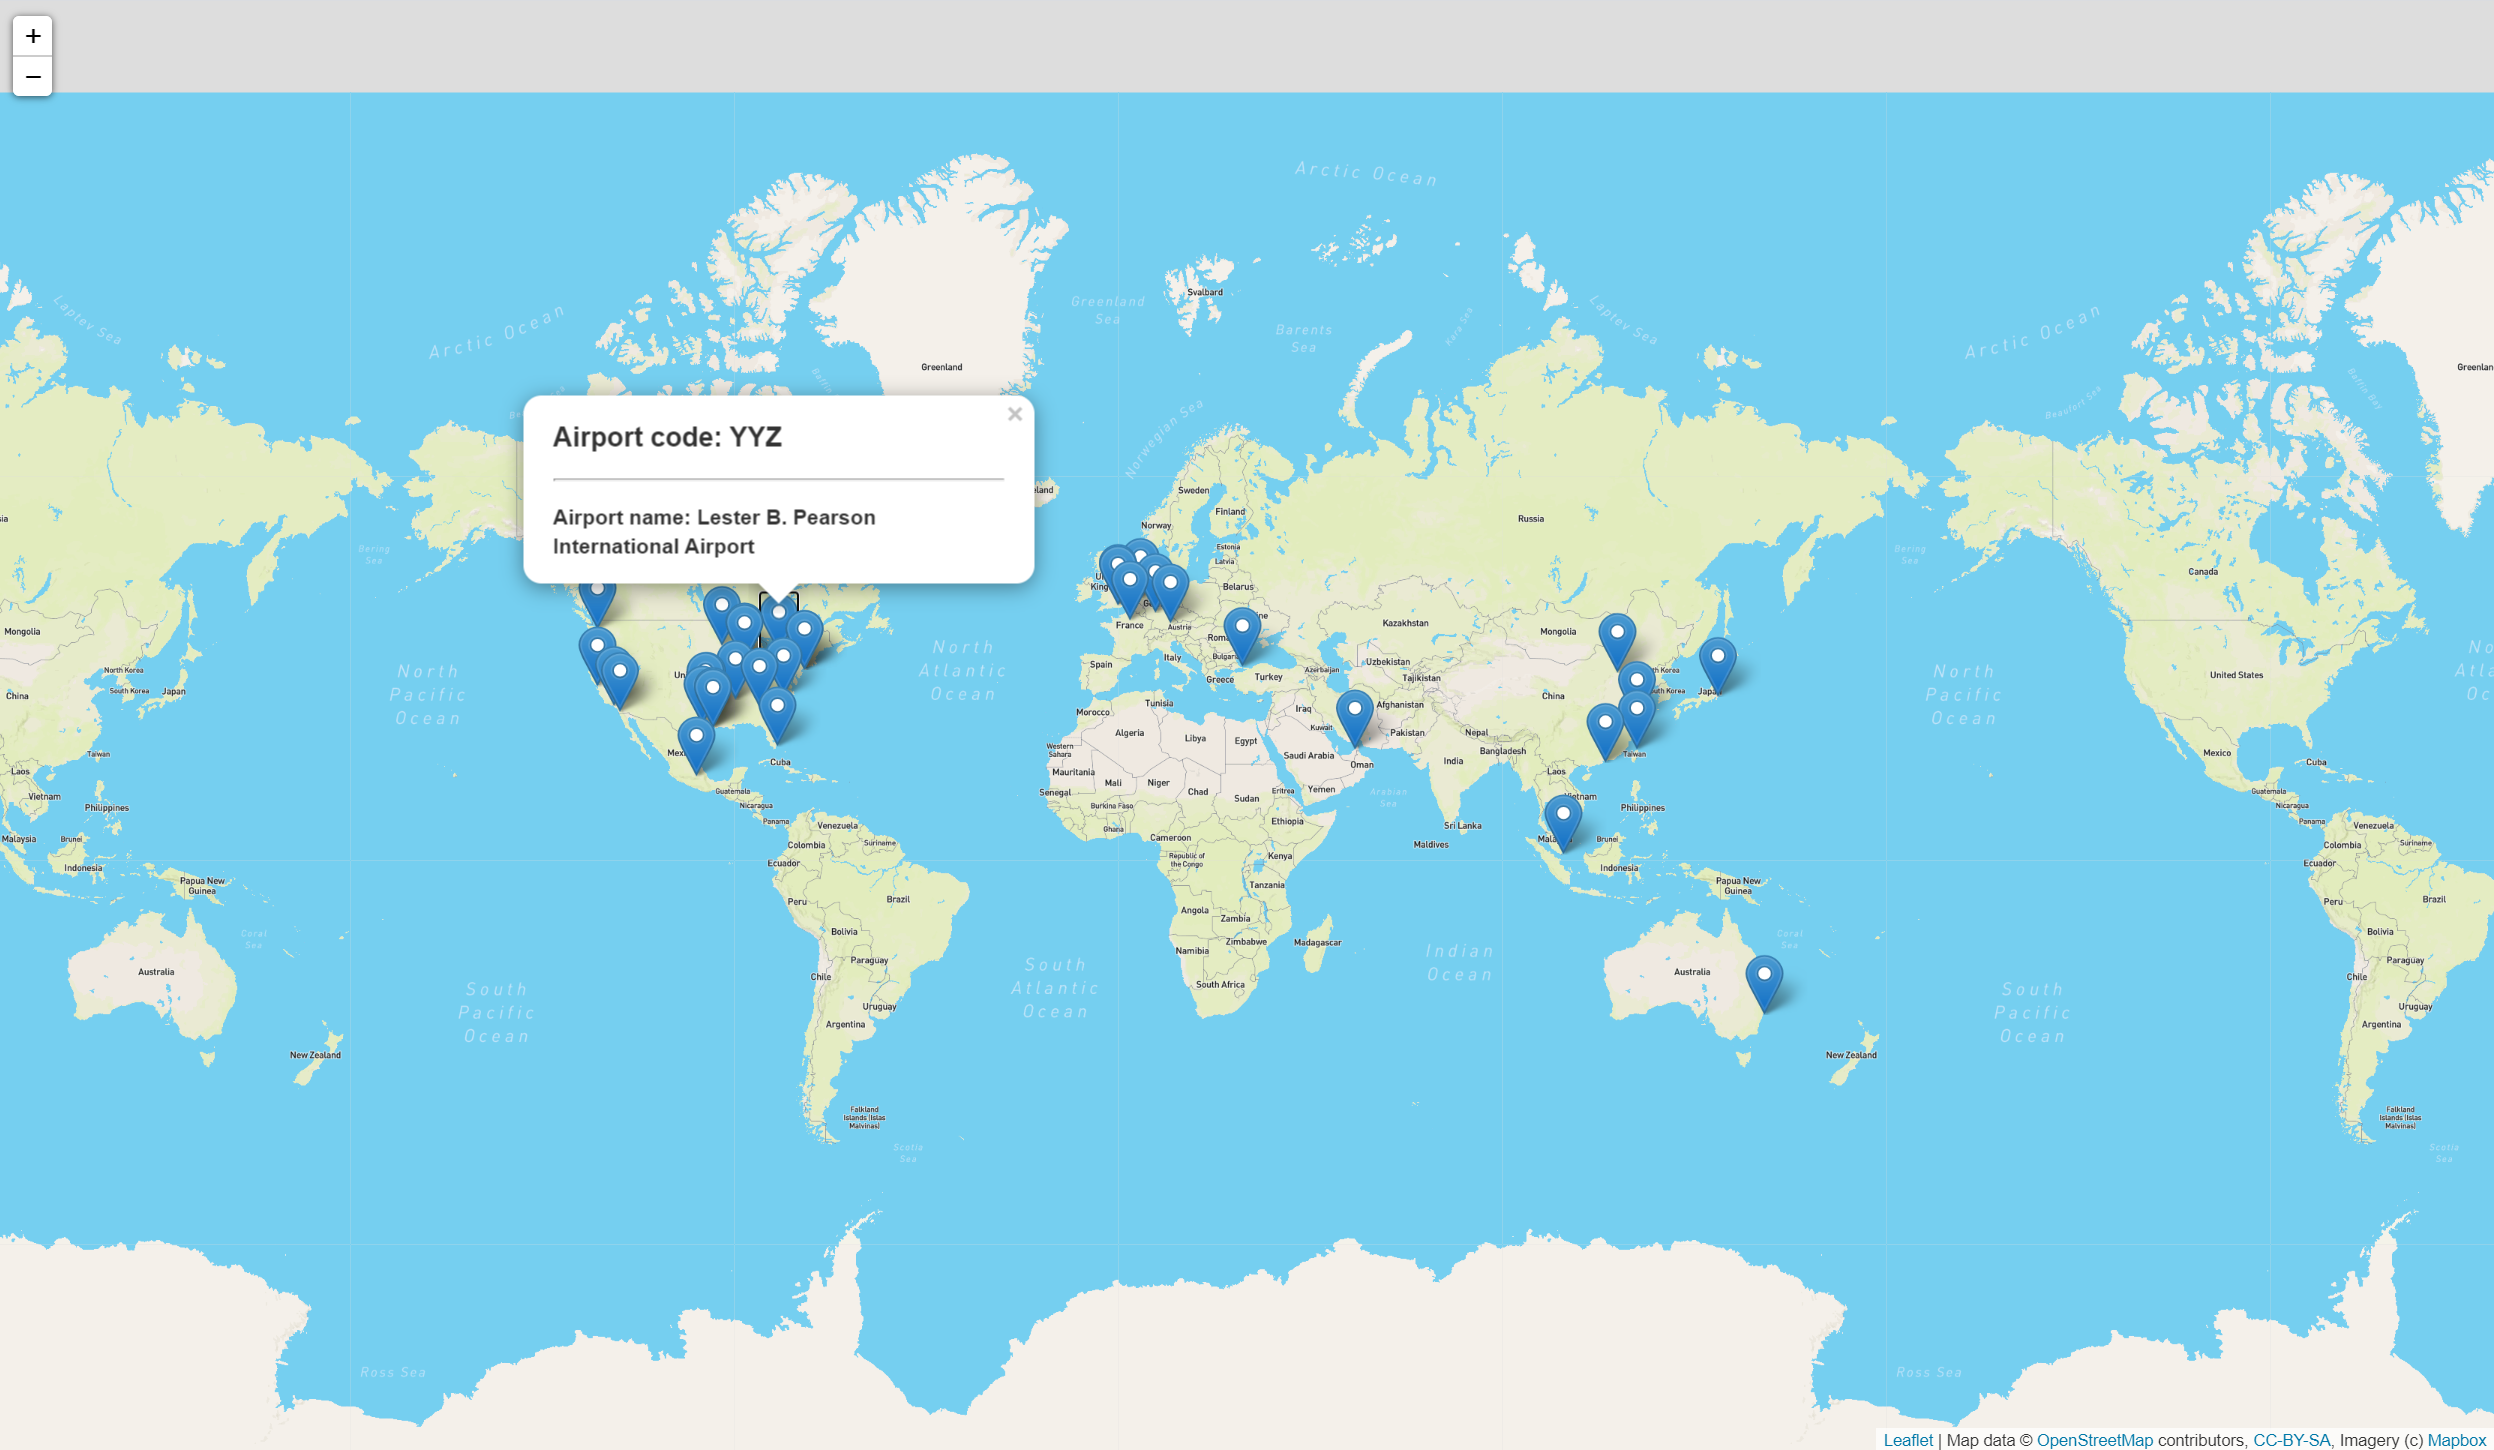 +
−
Arctic Ocean
Svalbard
Laptev Sea
Greenland
Sea
Barents
Sea
Kara Sea
Laptev Sea
Arctic Ocean
Arctic Ocean
Greenland
Beaufort Sea
Baffin Bay
Norwegian Sea
×
Airport code: YYZ
Airport name: Lester B. Pearson
International Airport
Sweden
Finland
Norway
Russia
Estonia
Latvia
Belarus
Bering
Sea
Bering
Sea
Canada
France
Austria
Italy
Spain
Greece
Turkey
Azerbaijan
Kazakhstan
Uzbekistan
Tajikistan
Mongolia
Mongolia
China
China
North Korea
South Korea
Japan
Japan
North
Pacific
Ocean
North
Atlantic
Ocean
North
Pacific
Ocean
United States
Mexico
Cuba
Cuba
Guatemala
Nicaragua
Panama
Guatemala
Nicaragua
Panama
Morocco
Tunisia
Algeria
Libya
Egypt
Western
Sahara
Mauritania
Mali
Niger
Chad
Sudan
Eritrea
Yemen
Senegal
Burkina Faso
Ghana
Cameroon
Ethiopia
Iraq
Kuwait
Saudi Arabia
Oman
Afghanistan
Pakistan
Nepal
Bangladesh
India
Arabian
Sea
Sri Lanka
Maldives
Taiwan
Taiwan
Laos
Laos
Vietnam
Vietnam
Philippines
Philippines
Malaysia
Brunei
Brunei
Indonesia
Indonesia
Papua New
Guinea
Papua New
Guinea
Venezuela
Colombia
Suriname
Ecuador
Peru
Brazil
Bolivia
Paraguay
Chile
Uruguay
Argentina
Republic of
the Congo
Kenya
Tanzania
Angola
Zambia
Zimbabwe
Namibia
Madagascar
South Africa
Indian
Ocean
South
Atlantic
Ocean
South
Pacific
Ocean
South
Pacific
Ocean
Coral
Sea
Coral
Sea
Australia
Australia
New Zealand
New Zealand
Venezuela
Colombia
Suriname
Ecuador
Peru
Brazil
Bolivia
Paraguay
Chile
Uruguay
Argentina
Falkland
Islands (Islas
Malvinas)
Falkland
Islands (Islas
Malvinas)
Scotia
Sea
Scotia
Sea
Ross Sea
Ross Sea
Leaflet | Map data © OpenStreetMap contributors, CC-BY-SA, Imagery (c) Mapbox